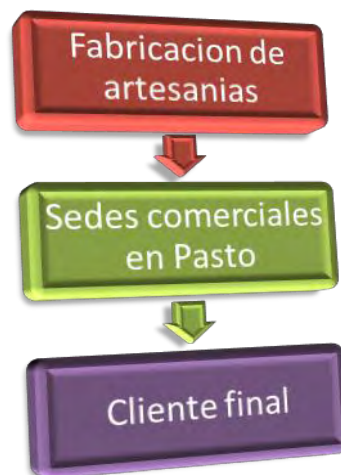 Fabricacion de
artesanias
Sedes comerciales
en Pasto
Cliente final